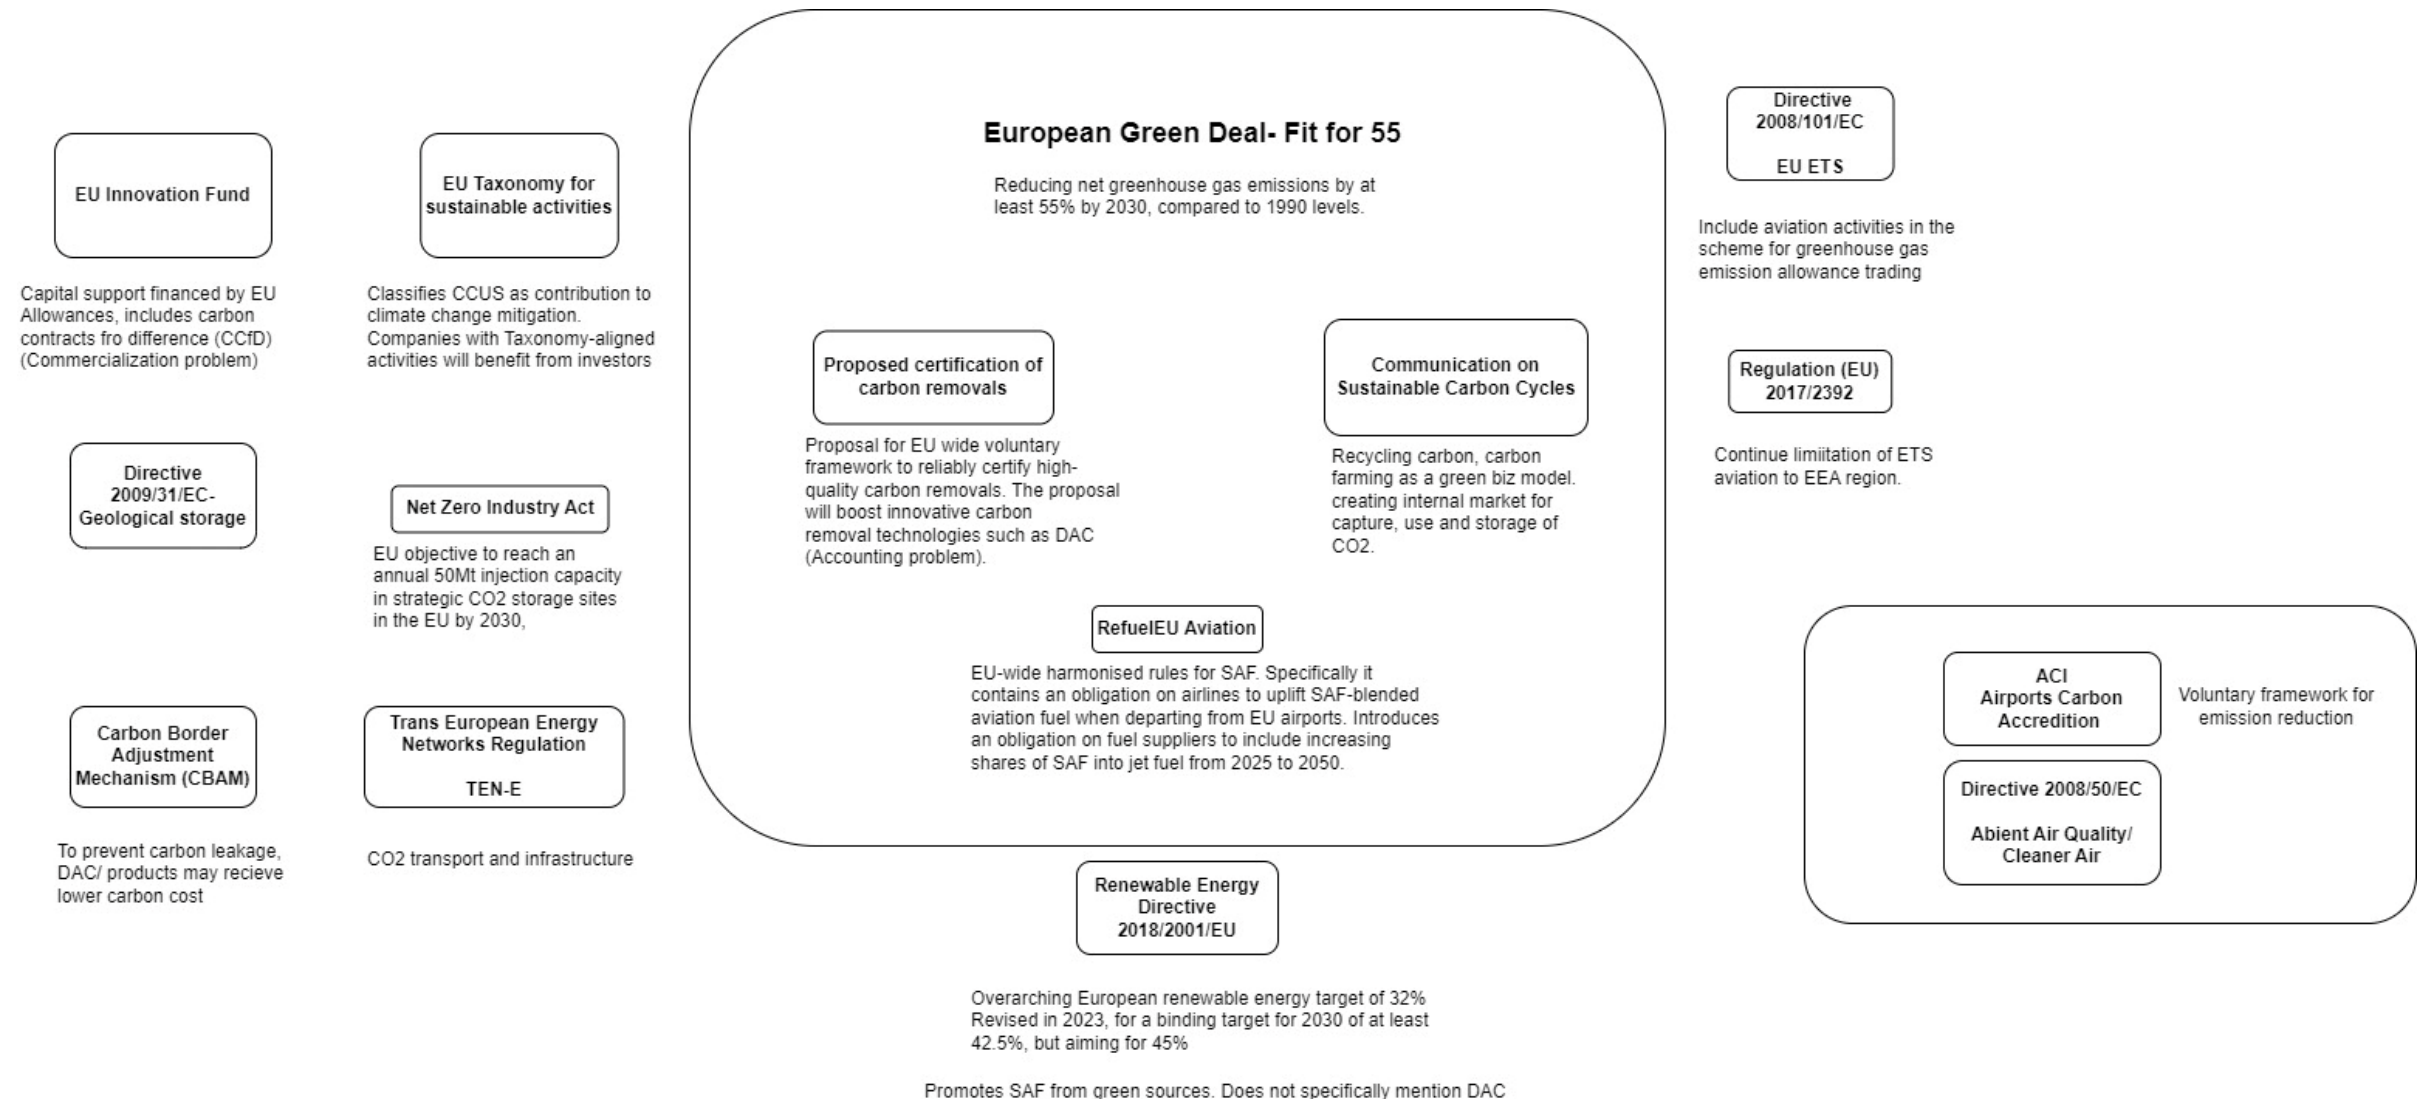 EU Innovation Fund
Capital support financed by EU
Allowances, includes carbon
contracts fro difference (CCfD)
(Commercialization problem)
EU Taxonomy for
sustainable activities
Classifies CCUS as contribution to
climate change mitigation.
Companies with Taxonomy-aligned
activities will benefit from investors
Directive
2009/31/EC-
Geological storage
Net Zero Industry Act
EU objective to reach an
annual 50Mt injection capacity
in strategic CO2 storage sites
in the EU by 2030,
Carbon Border
Adjustment
Mechanism (CBAM)
To prevent carbon leakage,
DAC/ products may recieve
lower carbon cost
Trans European Energy
Networks Regulation
TEN-E
CO2 transport and infrastructure
European Green Deal- Fit for 55
Reducing net greenhouse gas emissions by at
least 55% by 2030, compared to 1990 levels.
Proposed certification of
carbon removals
Proposal for EU wide voluntary
framework to reliably certify high-
quality carbon removals. The proposal
will boost innovative carbon
removal technologies such as DAC
(Accounting problem).
Communication on
Sustainable Carbon Cycles
Recycling carbon, carbon
farming as a green biz model.
creating internal market for
capture, use and storage of
CO2.
RefuelEU Aviation
EU-wide harmonised rules for SAF. Specifically it
contains an obligation on airlines to uplift SAF-blended
aviation fuel when departing from EU airports. Introduces
an obligation on fuel suppliers to include increasing
shares of SAF into jet fuel from 2025 to 2050.
Renewable Energy
Directive
2018/2001/EU
Overarching European renewable energy target of 32%
Revised in 2023, for a binding target for 2030 of at least
42.5%, but aiming for 45%
Promotes SAF from green sources. Does not specifically mention DAC
Directive
2008/101/EC
EU ETS
Include aviation activities in the
scheme for greenhouse gas
emission allowance trading
Regulation (EU)
2017/2392
Continue limiitation of ETS
aviation to EEA region.
ACI
Airports Carbon
Accredition
Voluntary framework for
emission reduction
Directive 2008/50/EC
Abient Air Quality/
Cleaner Air